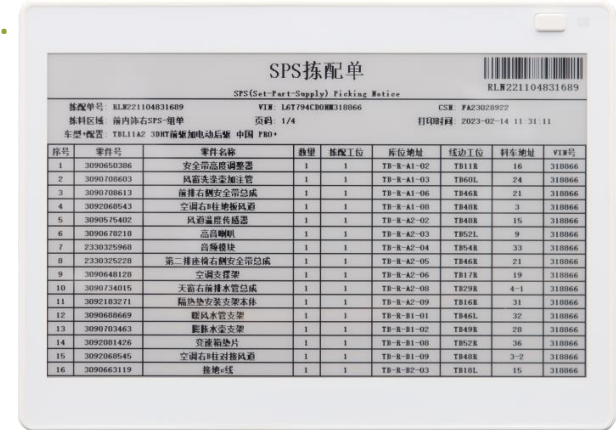 SPS拣配单
SPS(Set-Part-Supply) Picking Notice
RLN221104831689
拣配单号: RLN221104831689 VIN: L6T794CD0NM318866 CSN: FA23028922
拣料区域: 前内饰右SPS-组单 页码: 1/4 打印时间: 2023-02-14 11:31:11
车型+配置: TBL11A2 3DHT前驱加电动后驱 中国 PRO+
序号 零件号 零件名称 数量 拣配工位 库位地址 线边工位 料车地址 VIN号
1 3090650386 安全带高度调整器 1 1 TB-R-A1-02 TB11R 16 318866
2 3090708603 风窗洗涤壶加注管 1 1 TB-R-A1-03 TB60L 24 318866
3 3090708613 前排右侧安全带总成 1 1 TB-R-A1-06 TB46R 21 318866
4 3092068543 空调右B柱地板风道 1 1 TB-R-A1-08 TB48R 3 318866
5 3090575402 风道温度传感器 1 1 TB-R-A2-02 TB48R 15 318866
6 3090678218 高音喇叭 1 1 TB-R-A2-03 TB52L 9 318866
7 2330325968 音频模块 1 1 TB-R-A2-04 TB54R 33 318866
8 2330325228 第二排座椅右侧安全带总成 1 1 TB-R-A2-05 TB46R 21 318866
9 3090648128 空调支撑架 1 1 TB-R-A2-06 TB17R 19 318866
10 3090734015 天窗右前排水管总成 1 1 TB-R-A2-08 TB29R 4-1 318866
11 3092183271 隔热垫安装支架本体 1 1 TB-R-A2-09 TB16R 31 318866
12 3090688669 暖风水管支架 1 1 TB-R-B1-01 TB46L 32 318866
13 3090703463 膨胀水壶支架 1 1 TB-R-B1-02 TB49R 28 318866
14 3092081426 变速箱垫片 1 1 TB-R-B1-08 TB52R 36 318866
15 3092068545 空调右B柱对接风道 1 1 TB-R-B1-09 TB48R 3-2 318866
16 3090663119 接地c线 1 1 TB-R-B2-03 TB18L 15 318866